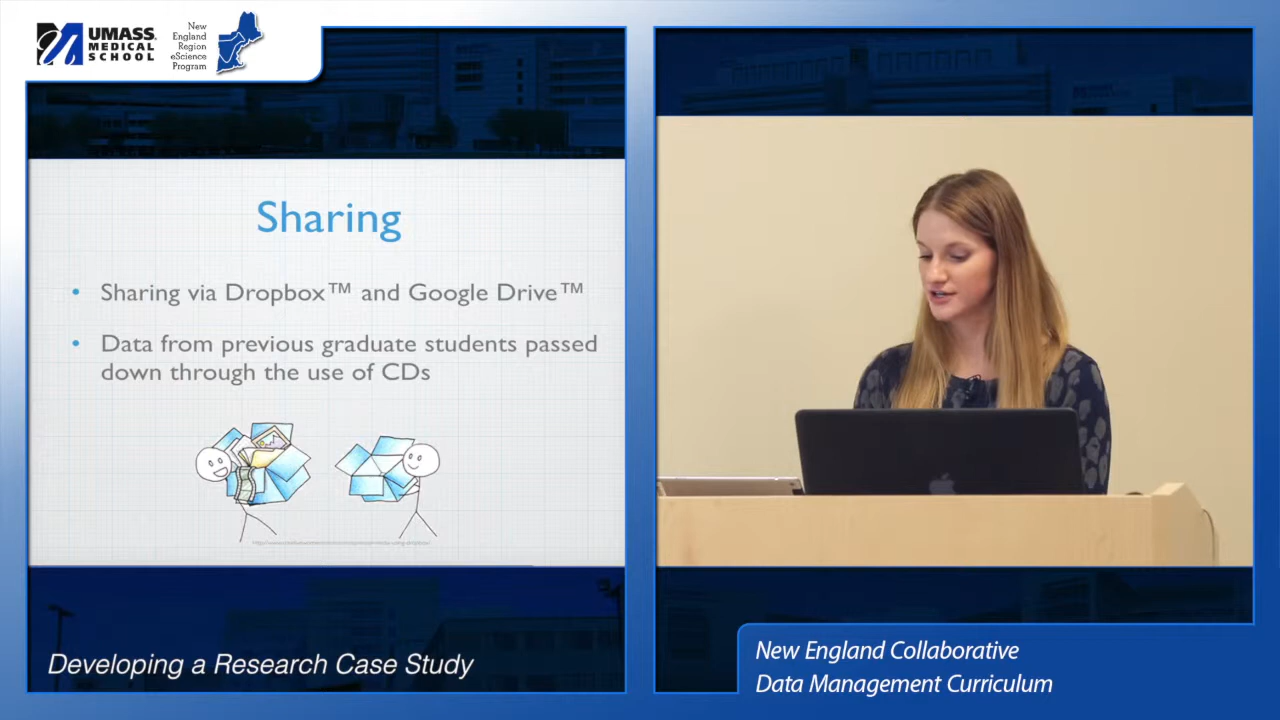 UMASS
MEDICAL
SCHOOL
New
England
Region
eScience
Program
Sharing
• Sharing via Dropbox™ and Google Drive™
• Data from previous graduate students passed
down through the use of CDs
Developing a Research Case Study
New England Collaborative
Data Management Curriculum